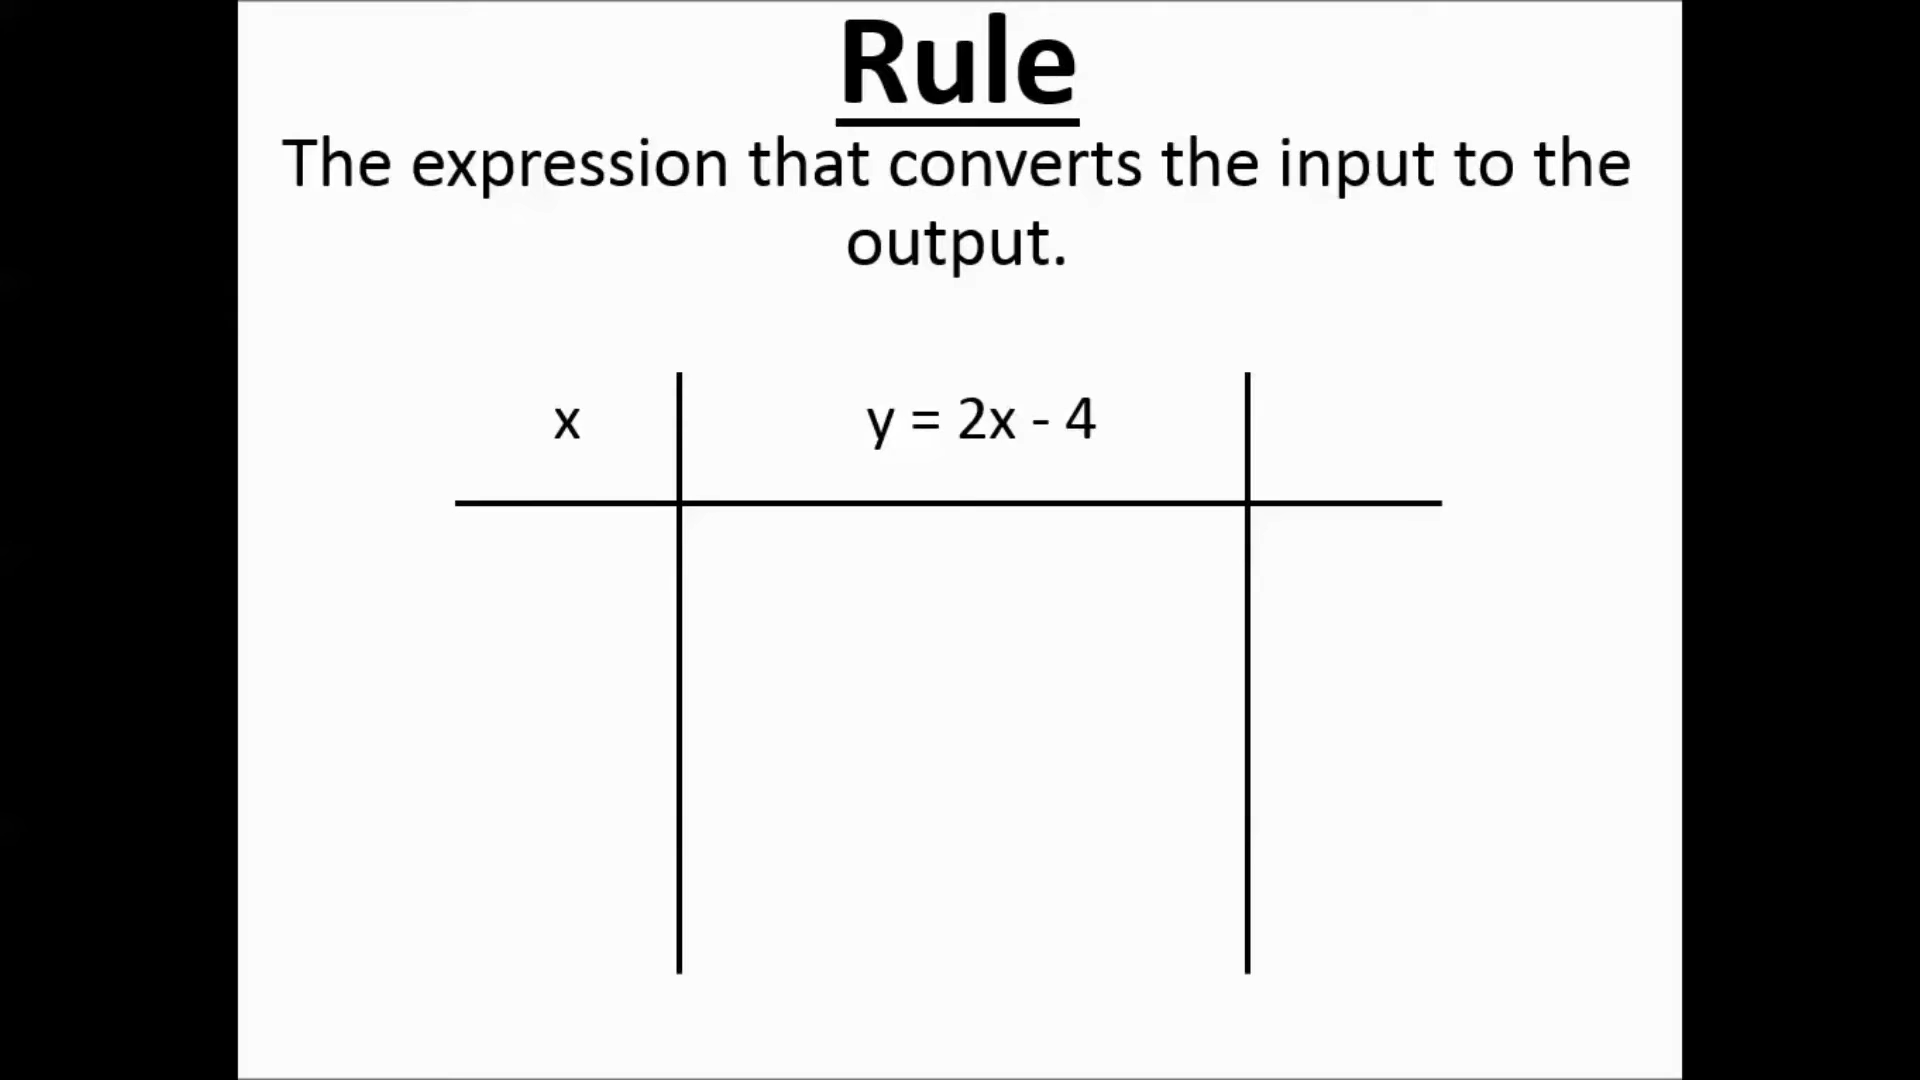 Rule
The expression that converts the input to the
output.
x
y = 2x - 4